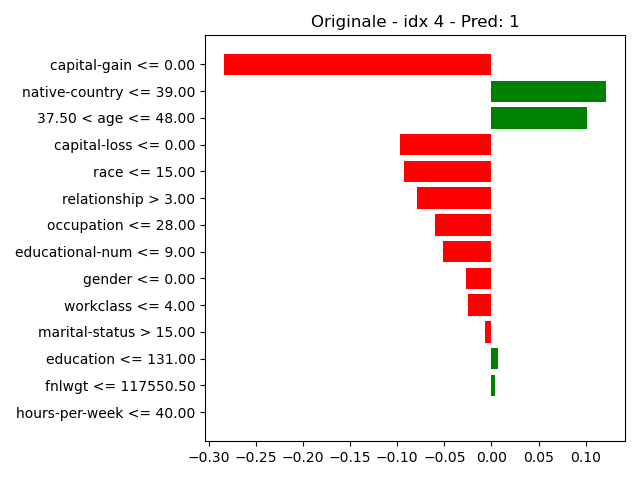 Originale - idx 4 - Pred: 1
capital-gain <= 0.00
native-country <= 39.00
37.50 < age <= 48.00
capital-loss <= 0.00
race <= 15.00
relationship > 3.00
occupation <= 28.00
educational-num <= 9.00
gender <= 0.00
workclass <= 4.00
marital-status > 15.00
education <= 131.00
fnlwgt <= 117550.50
hours-per-week <= 40.00
−0.30 −0.25 −0.20 −0.15 −0.10 −0.05 0.00 0.05 0.10